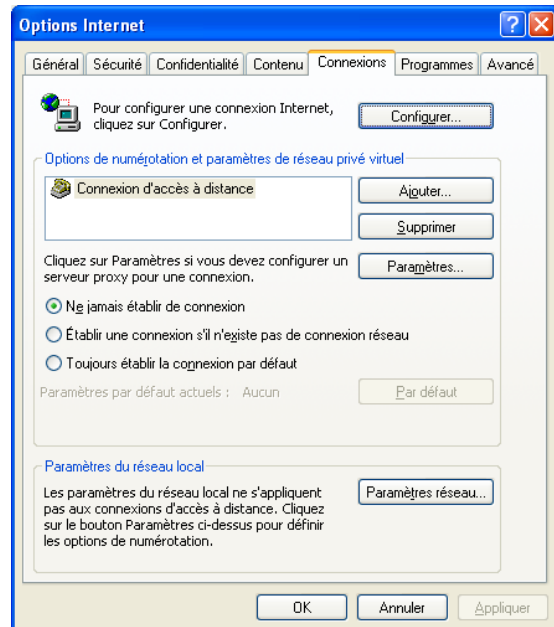 Options Internet
Général Sécurité Confidentialité Contenu Connexions Programmes Avancé
Pour configurer une connexion Internet,
cliquez sur Configurer.
Configurer...
Options de numérotation et paramètres de réseau privé virtuel
Connexion d'accès à distance
Ajouter...
Supprimer
Cliquez sur Paramètres si vous devez configurer un
serveur proxy pour une connexion.
Paramètres...
Ne jamais établir de connexion
Établir une connexion s'il n'existe pas de connexion réseau
Toujours établir la connexion par défaut
Paramètres par défaut actuels : Aucun
Par défaut
Paramètres du réseau local
Les paramètres du réseau local ne s'appliquent
pas aux connexions d'accès à distance. Cliquez
sur le bouton Paramètres ci-dessus pour définir
les options de numérotation.
Paramètres réseau...
OK Annuler Appliquer